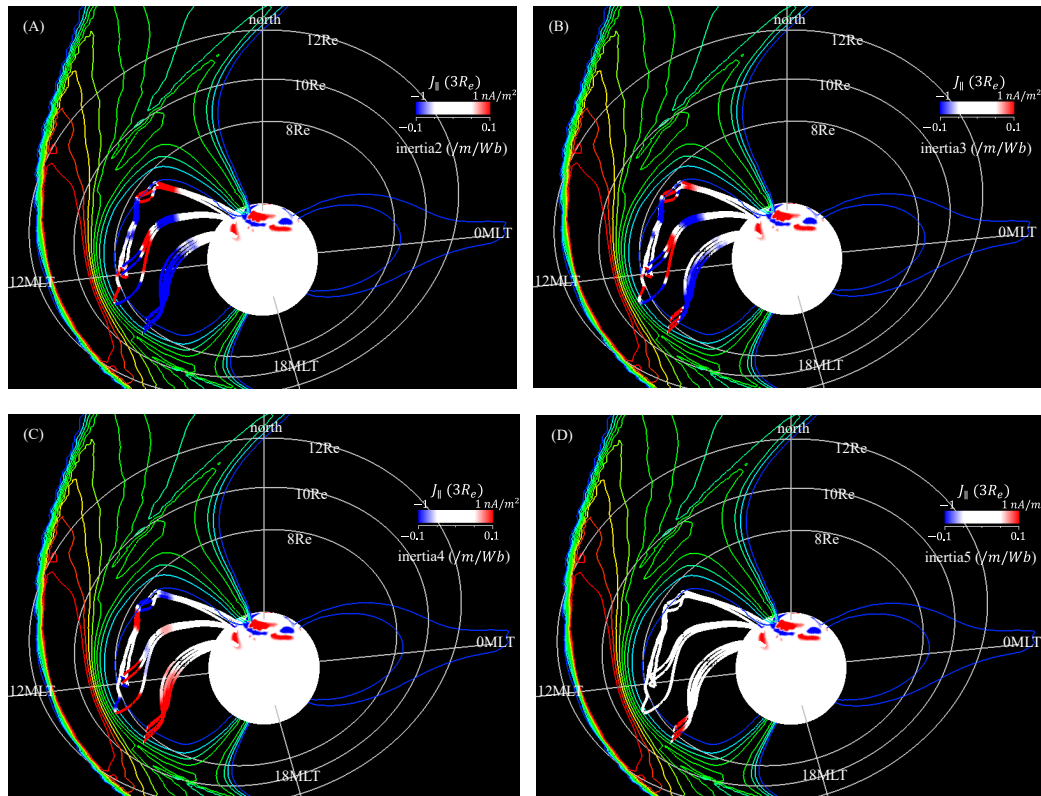 (A)
north
12Re
10Re
8Re
J∥ (3Re)
−1 1 nA/m²
−0.1 0.1
inertia2 (/m/Wb)
0MLT
12MLT
18MLT
(B)
north
12Re
10Re
8Re
J∥ (3Re)
−1 1 nA/m²
−0.1 0.1
inertia3 (/m/Wb)
0MLT
12MLT
18MLT
(C)
north
12Re
10Re
8Re
J∥ (3Re)
−1 1 nA/m²
−0.1 0.1
inertia4 (/m/Wb)
0MLT
12MLT
18MLT
(D)
north
12Re
10Re
8Re
J∥ (3Re)
−1 1 nA/m
−0.1 0.1
inertia5 (/m/Wb)
0MLT
12MLT
18MLT